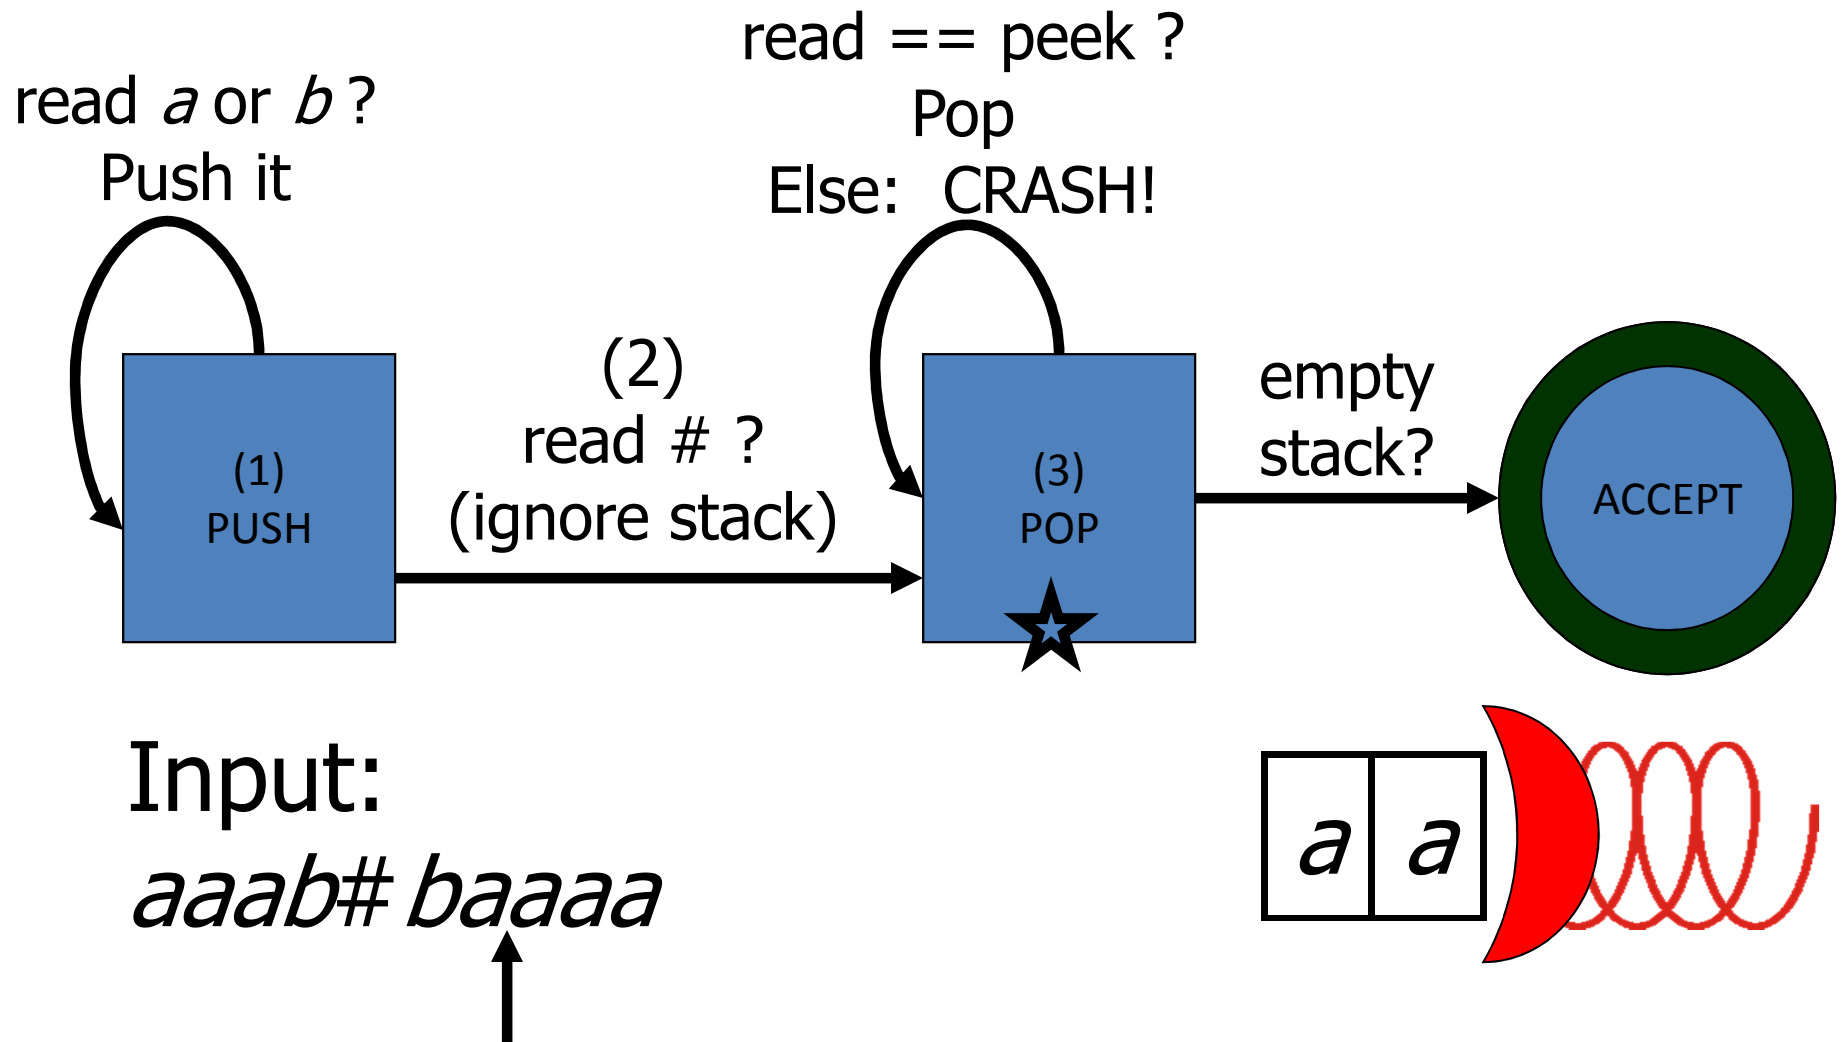 read a or b ?
Push it
read == peek ?
Pop
Else: CRASH!
(1)
PUSH
(2)
read # ?
(ignore stack)
(3)
POP
empty
stack?
ACCEPT
Input:
aaab#baaaa
a a